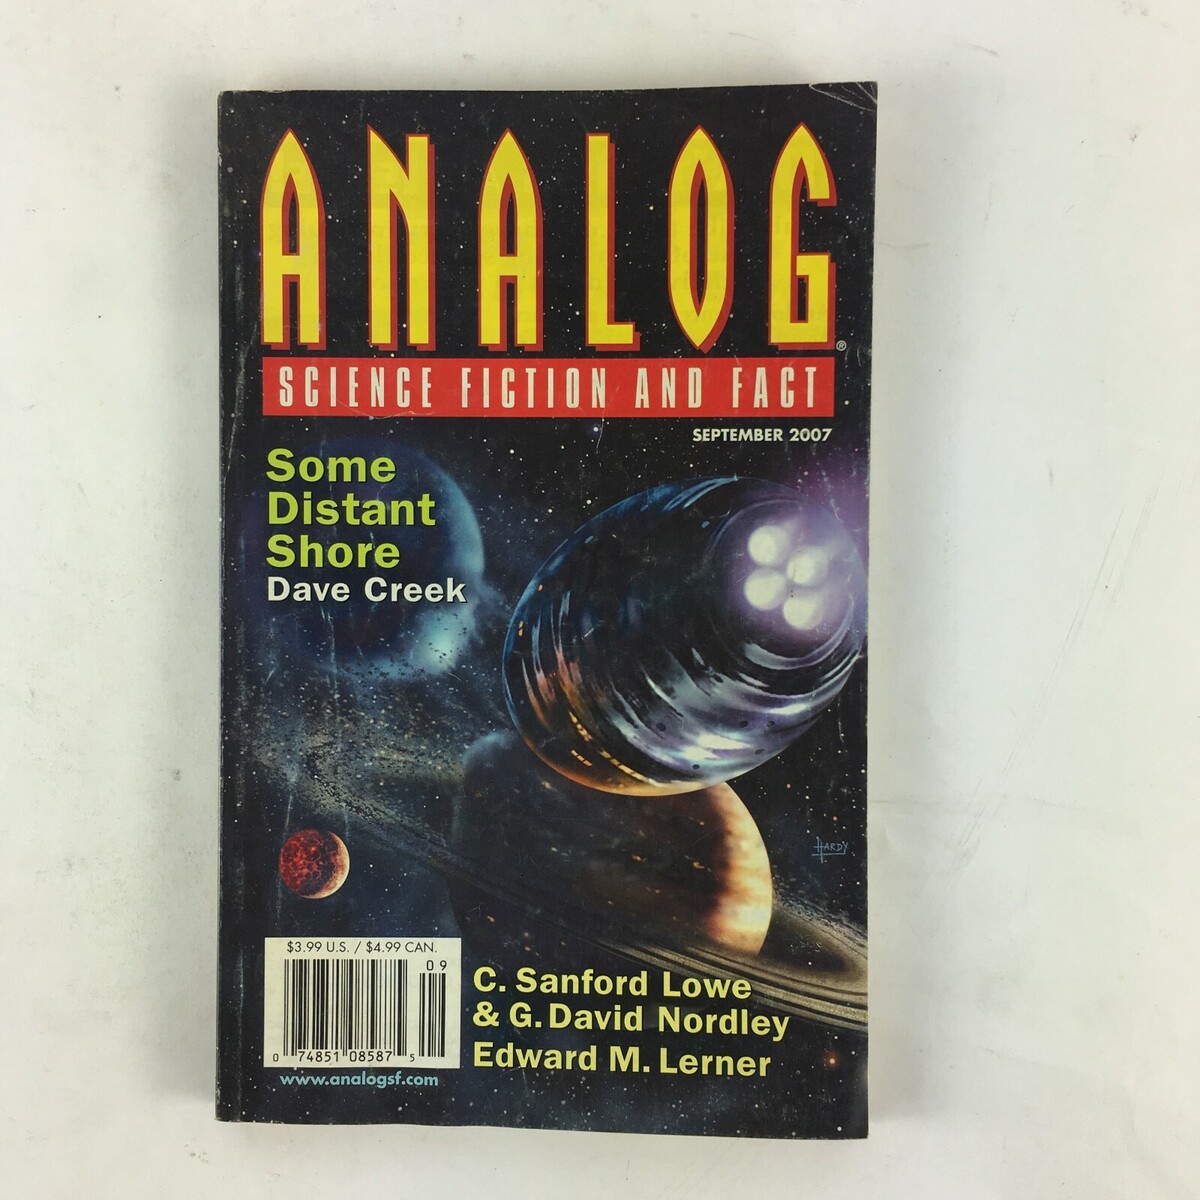 ANALOG®
SCIENCE FICTION AND FACT
SEPTEMBER 2007
Some
Distant
Shore
Dave Creek
HARDY
$3.99 U.S. / $4.99 CAN.
09
0 74851 08587 5
www.analogsf.com
C. Sanford Lowe
& G. David Nordley
Edward M. Lerner